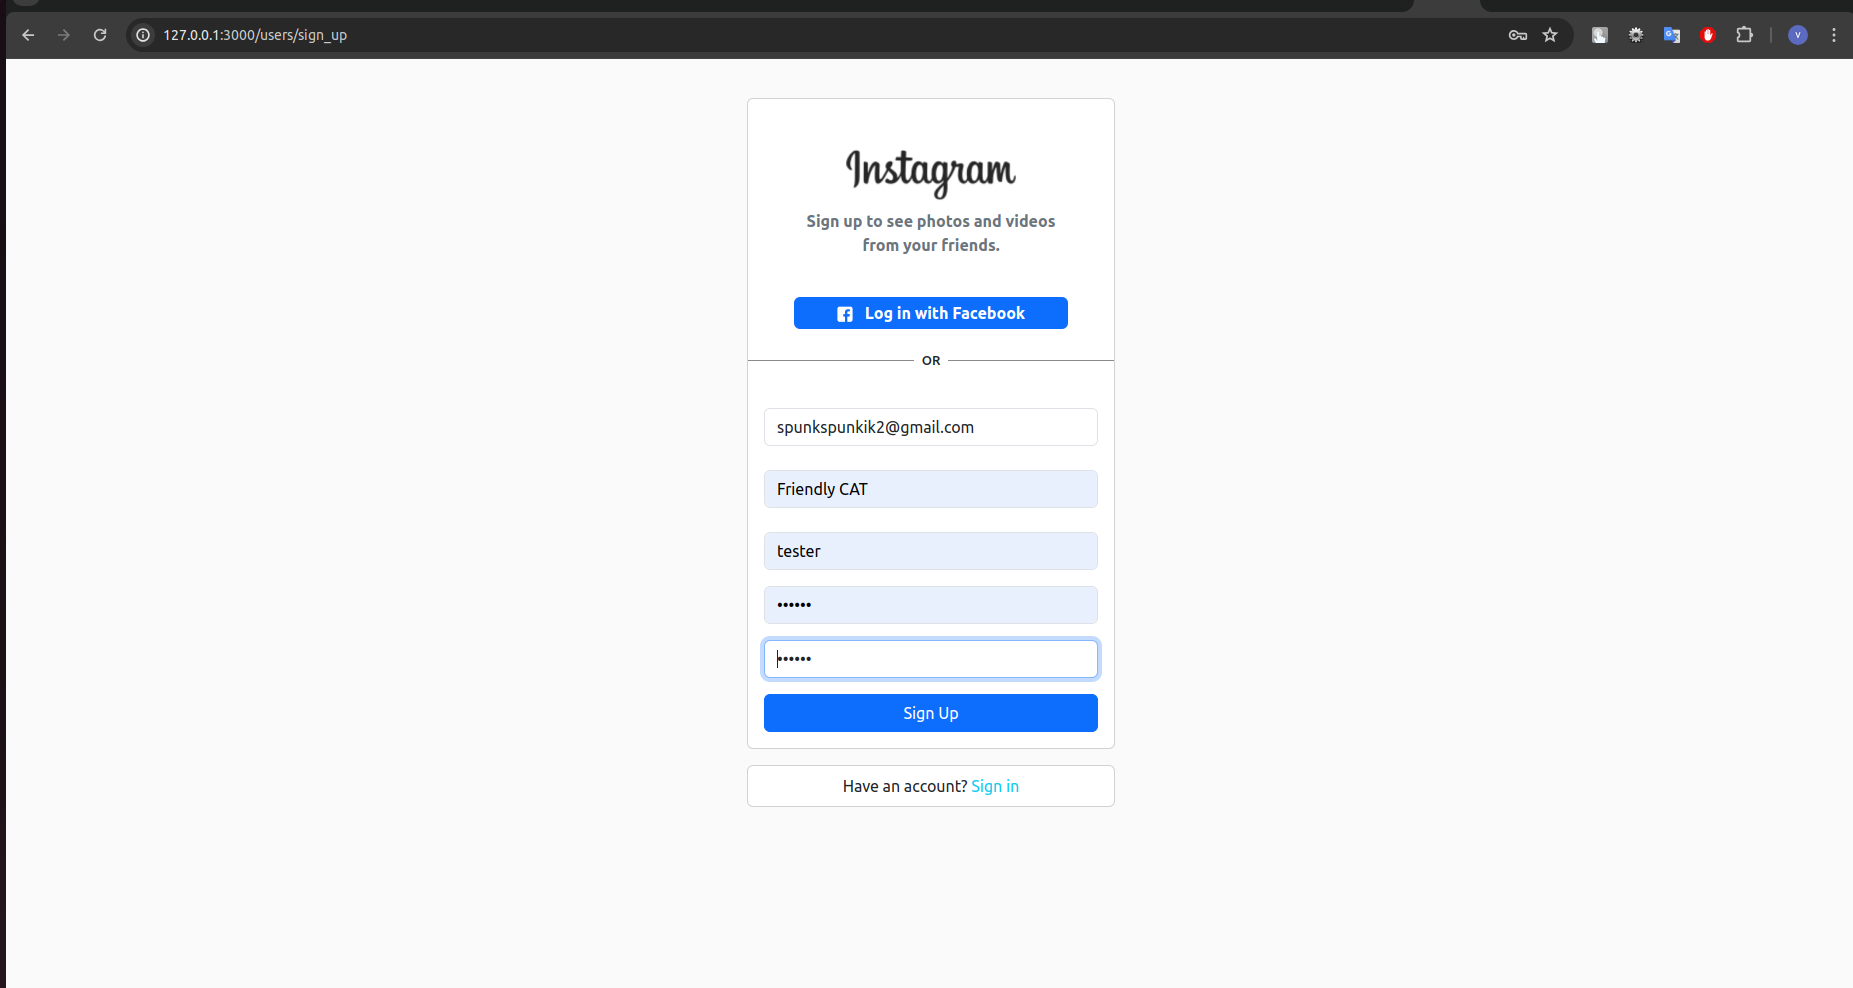 127.0.0.1:3000/users/sign_up
V
Instagram
Sign up to see photos and videos
from your friends.
Log in with Facebook
OR
spunkspunkik2@gmail.com
Friendly CAT
tester
••••••
••••••
Sign Up
Have an account? Sign in